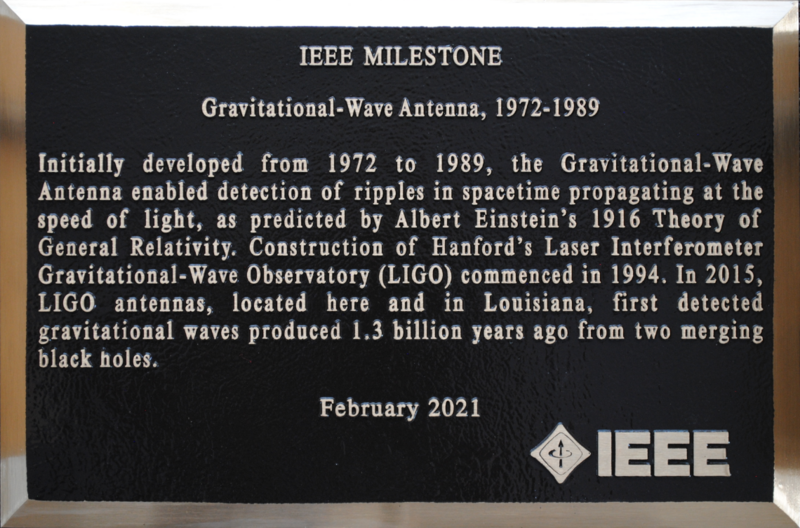 IEEE MILESTONE
Gravitational-Wave Antenna, 1972-1989
Initially developed from 1972 to 1989, the Gravitational-Wave
Antenna enabled detection of ripples in spacetime propagating at the
speed of light, as predicted by Albert Einstein's 1916 Theory of
General Relativity. Construction of Hanford's Laser Interferometer
Gravitational-Wave Observatory (LIGO) commenced in 1994. In 2015,
LIGO antennas, located here and in Louisiana, first detected
gravitational waves produced 1.3 billion years ago from two merging
black holes.
February 2021
IEEE